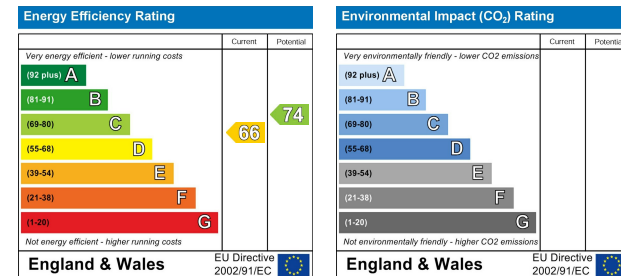 Energy Efficiency Rating
Current Potential
Very energy efficient - lower running costs
(92 plus) A
(81-91) B
(69-80) C
(55-68) D
(39-54) E
(21-38) F
(1-20) G
66
74
Not energy efficient - higher running costs
England & Wales
EU Directive
2002/91/EC
Environmental Impact (CO₂) Rating
Current Potential
Very environmentally friendly - lower CO2 emissions
(92 plus) A
(81-91) B
(69-80) C
(55-68) D
(39-54) E
(21-38) F
(1-20) G
Not environmentally friendly - higher CO2 emissions
England & Wales
EU Directive
2002/91/EC